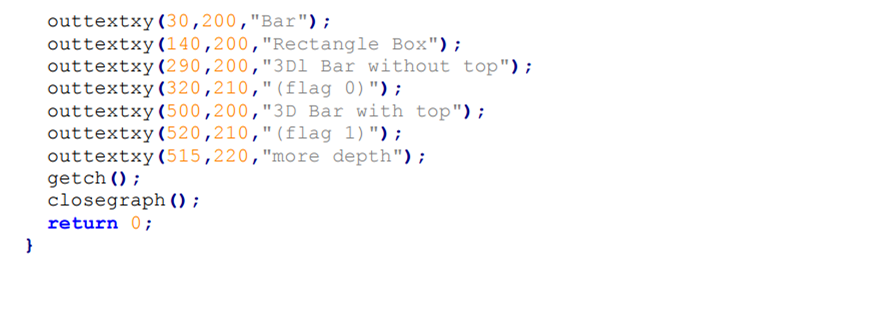 outtextxy(30,200,"Bar");
outtextxy(140,200,"Rectangle Box");
outtextxy(290,200,"3Dl Bar without top");
outtextxy(320,210,"(flag 0)");
outtextxy(500,200,"3D Bar with top");
outtextxy(520,210,"(flag 1)");
outtextxy(515,220,"more depth");
getch();
closegraph();
return 0;
}